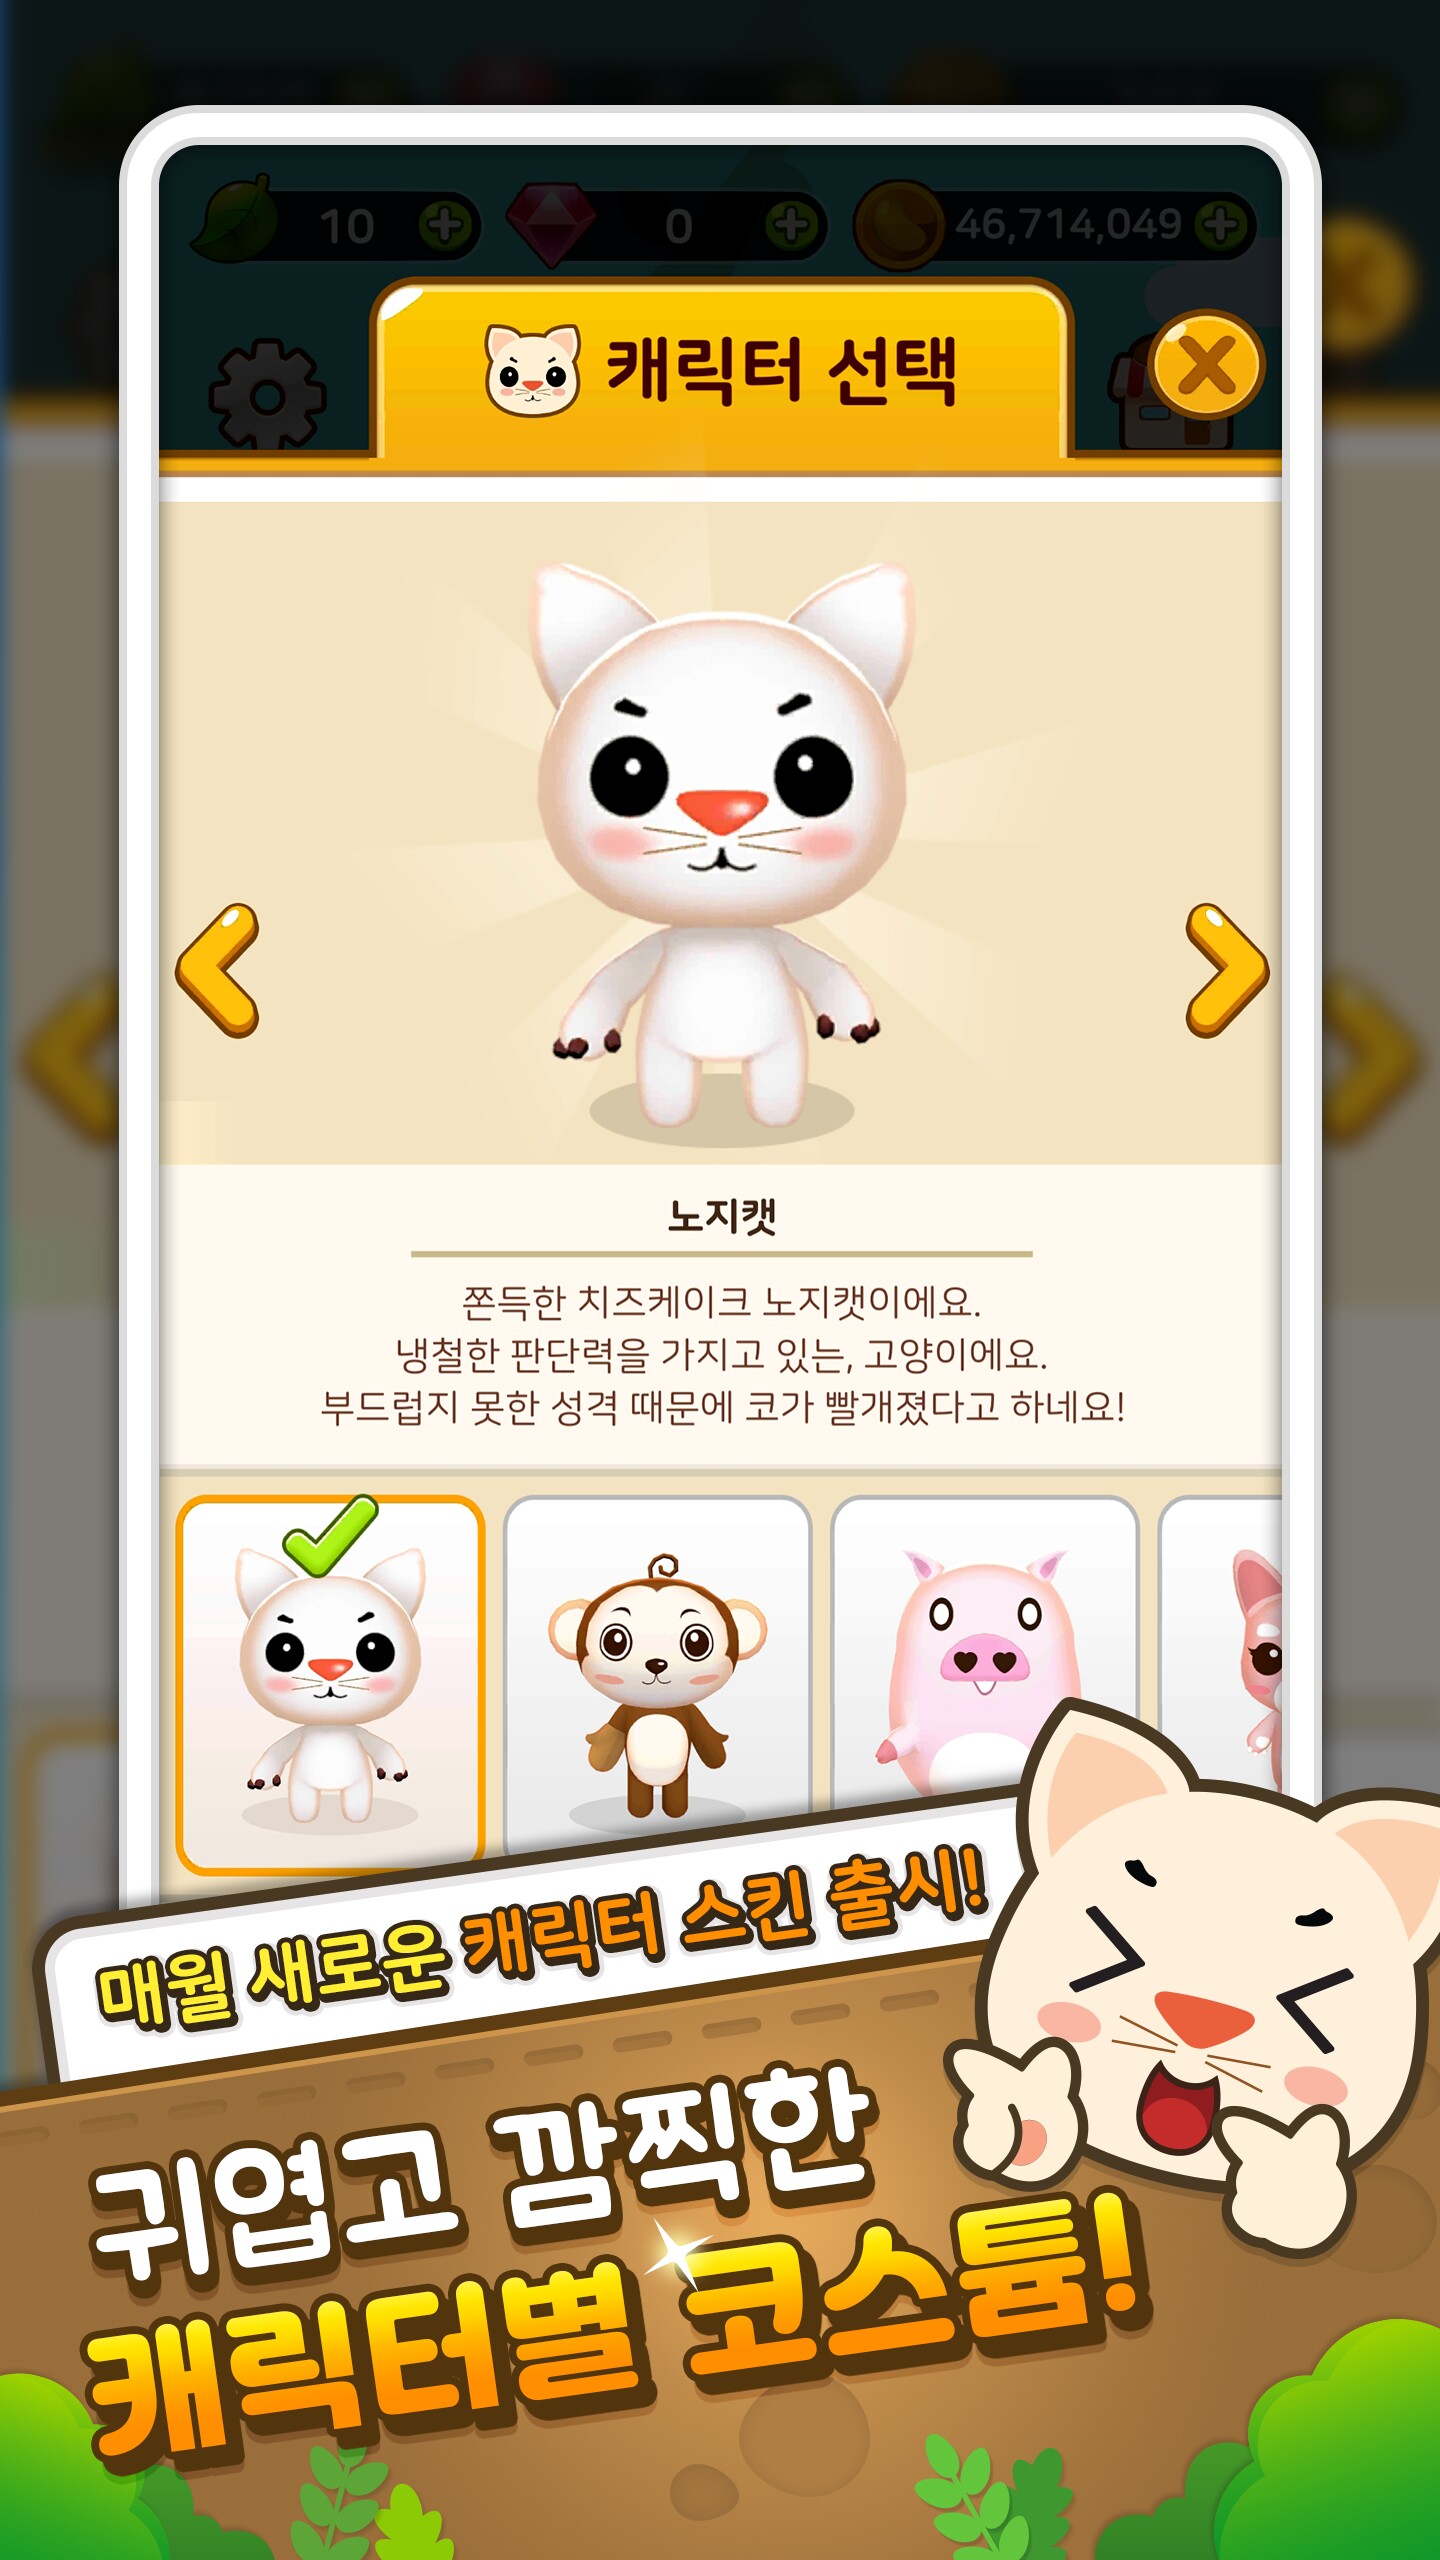 10
0
46,714,049
캐릭터 선택
노지캣
쫀득한 치즈케이크 노지캣이에요.
냉철한 판단력을 가지고 있는, 고양이에요.
부드럽지 못한 성격 때문에 코가 빨개졌다고 하네요!
매월 새로운 캐릭터 스킨 출시!
귀엽고 깜찍한
캐릭터별 코스튬!